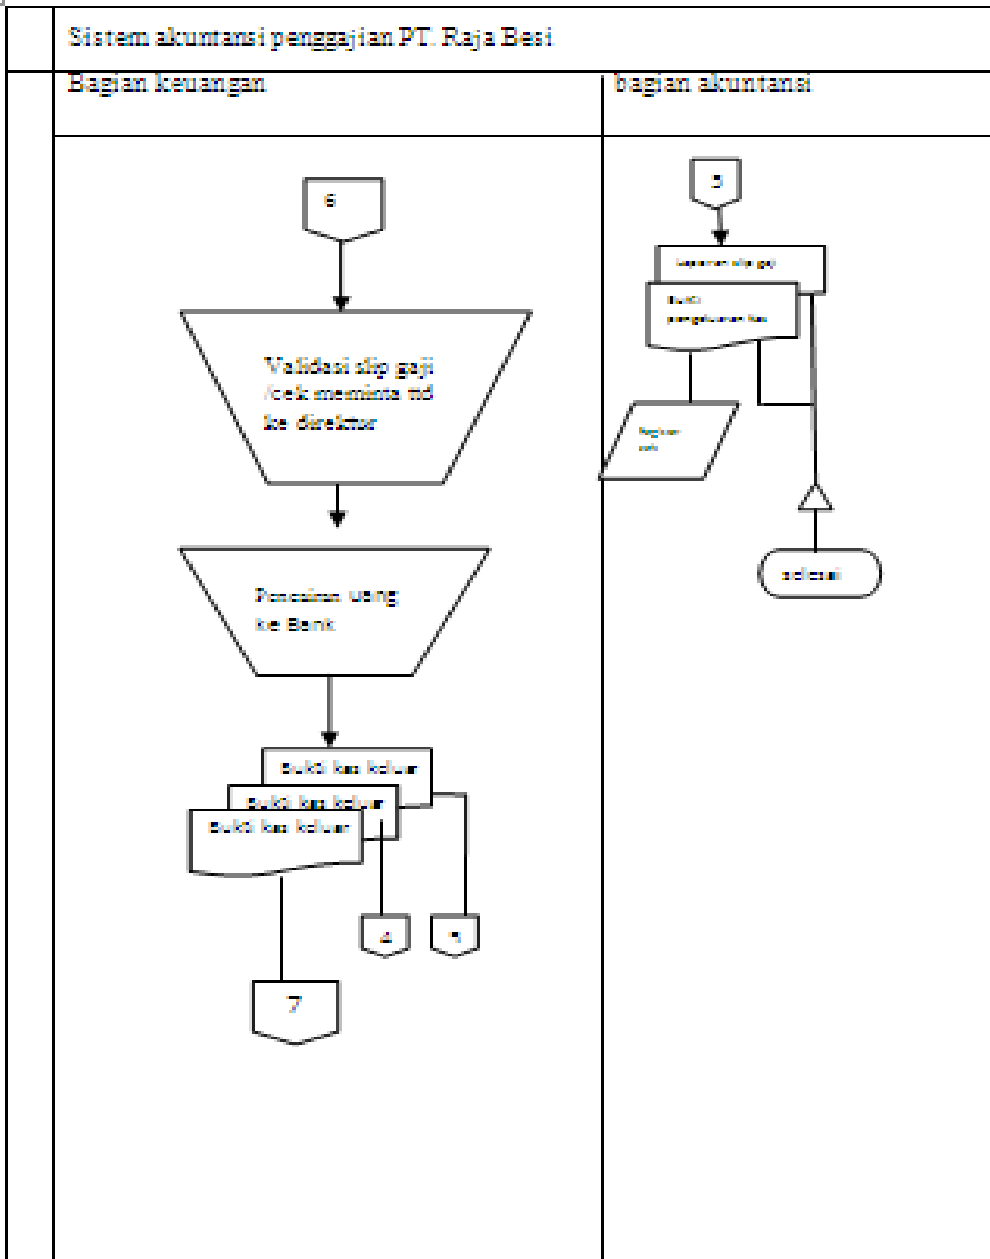 Sistem akuntansi penggajian PT. Raja Besi
Bagian keuangan
bagian akuntansi
6
Validasi slip gaji
/cek meminta ttd
ke direktur
Pencairan uang
ke Bank
Bukti kas keluar
Bukti kas keluar
Bukti kas keluar
4
5
7
5
Laporan slip gaji
Bukti
pengeluaran kas
selesai